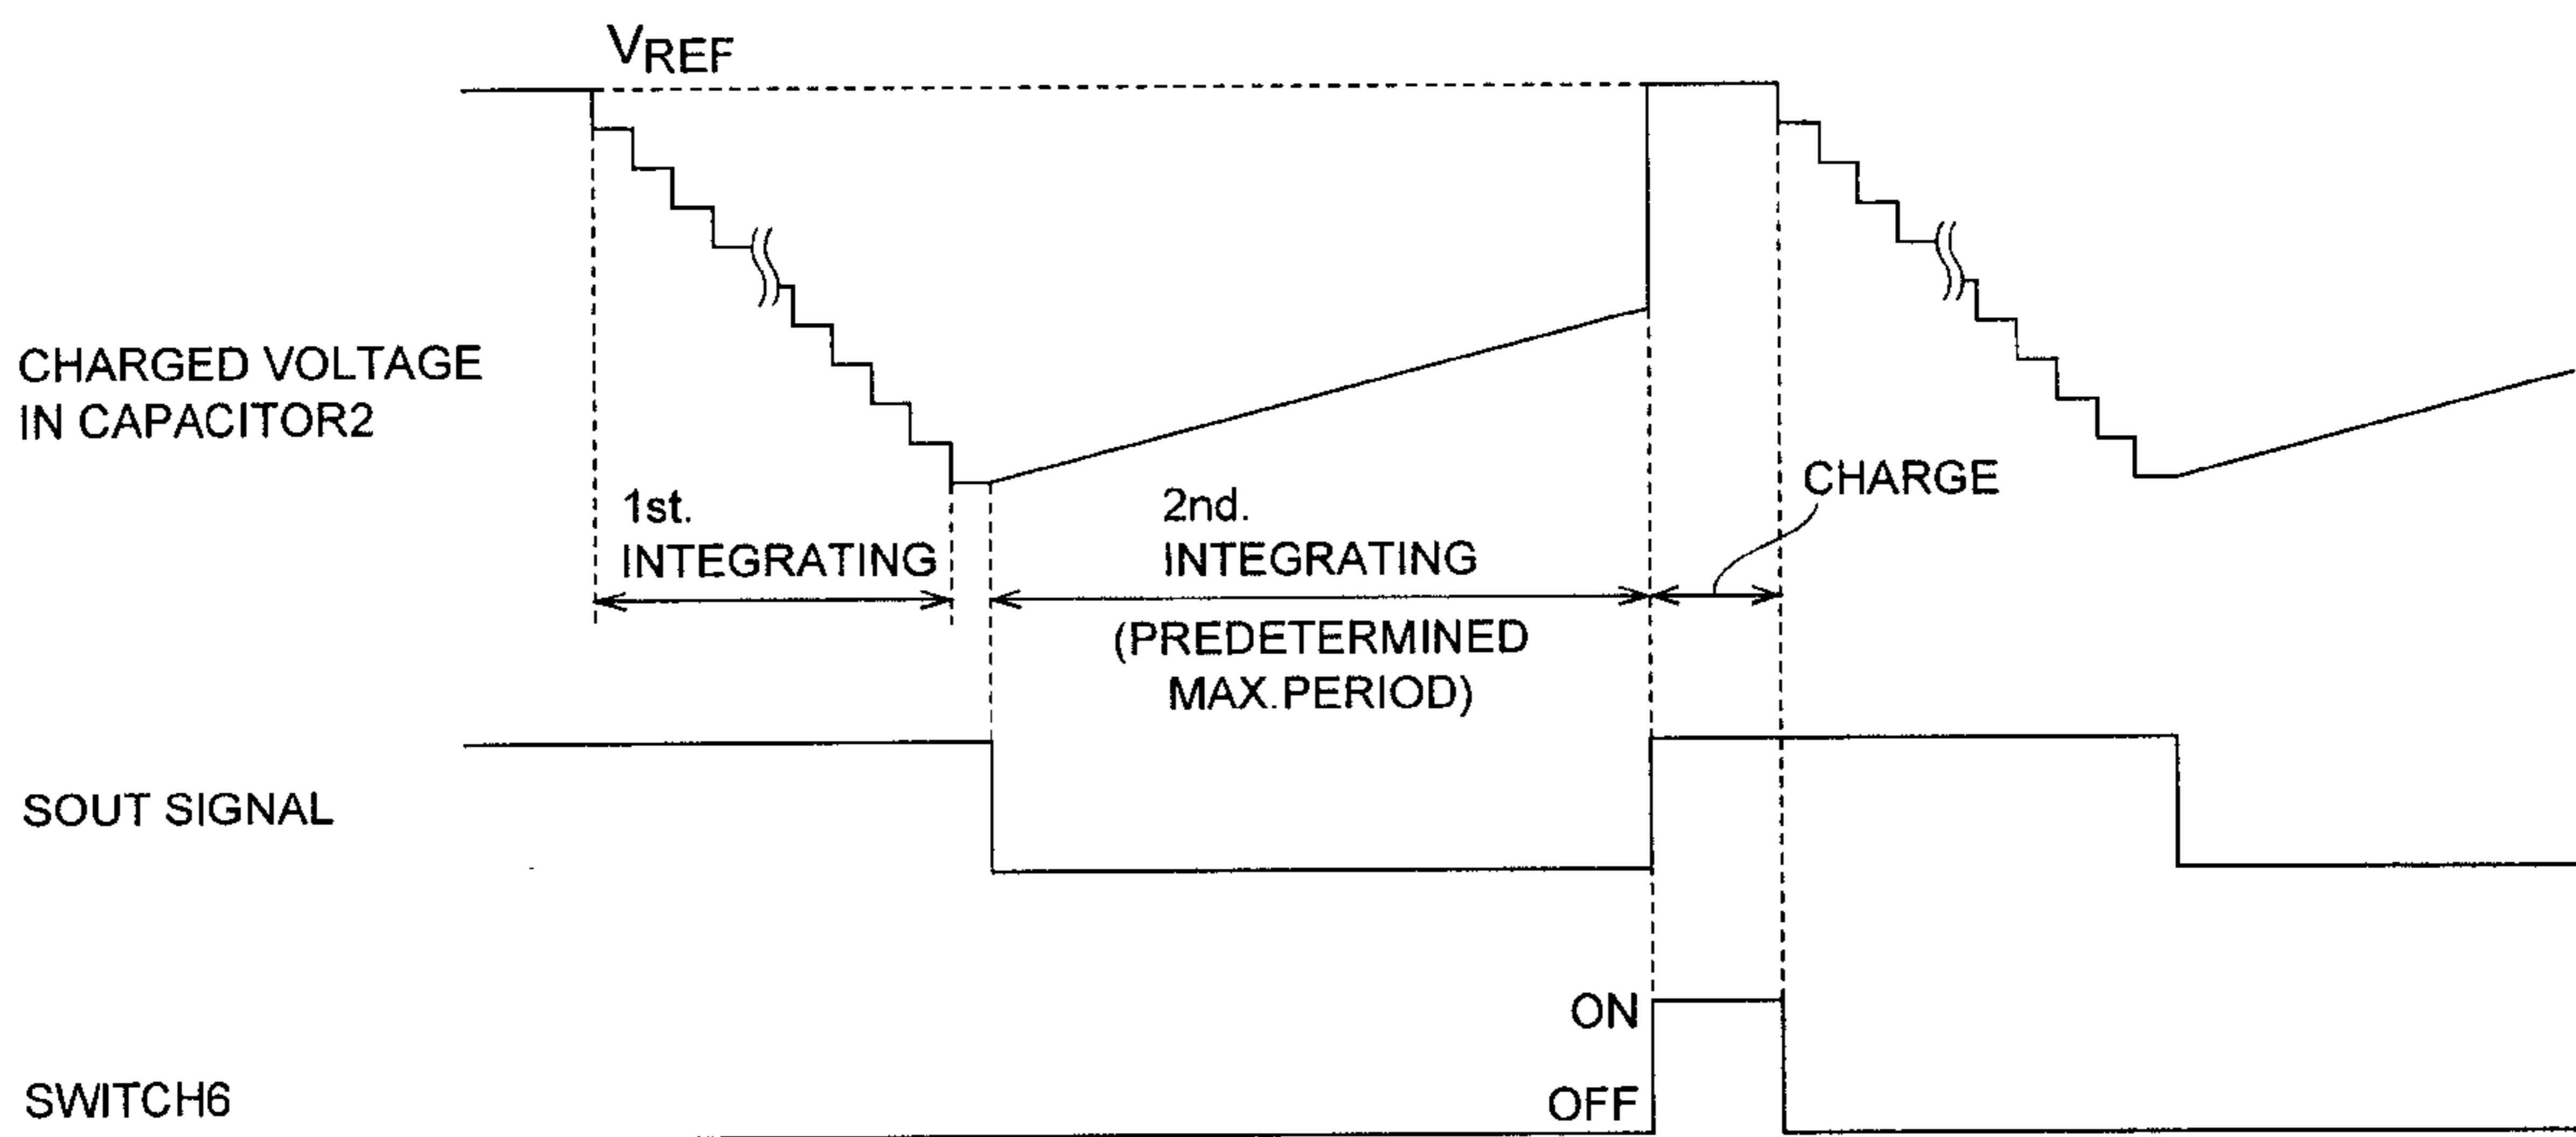 VREF
CHARGED VOLTAGE
IN CAPACITOR2
1st.
INTEGRATING
2nd.
INTEGRATING
(PREDETERMINED
MAX.PERIOD)
CHARGE
SOUT SIGNAL
ON
OFF
SWITCH6